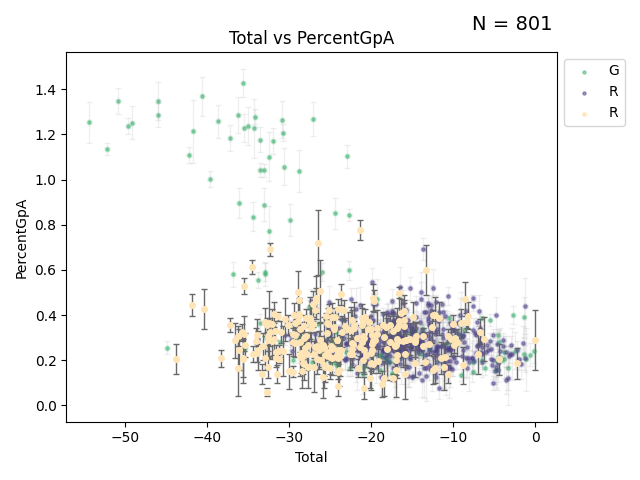 N = 801
Total vs PercentGpA
G
R
R
PercentGpA
1.4
1.2
1.0
0.8
0.6
0.4
0.2
0.0
−50
−40
−30
−20
−10
0
Total